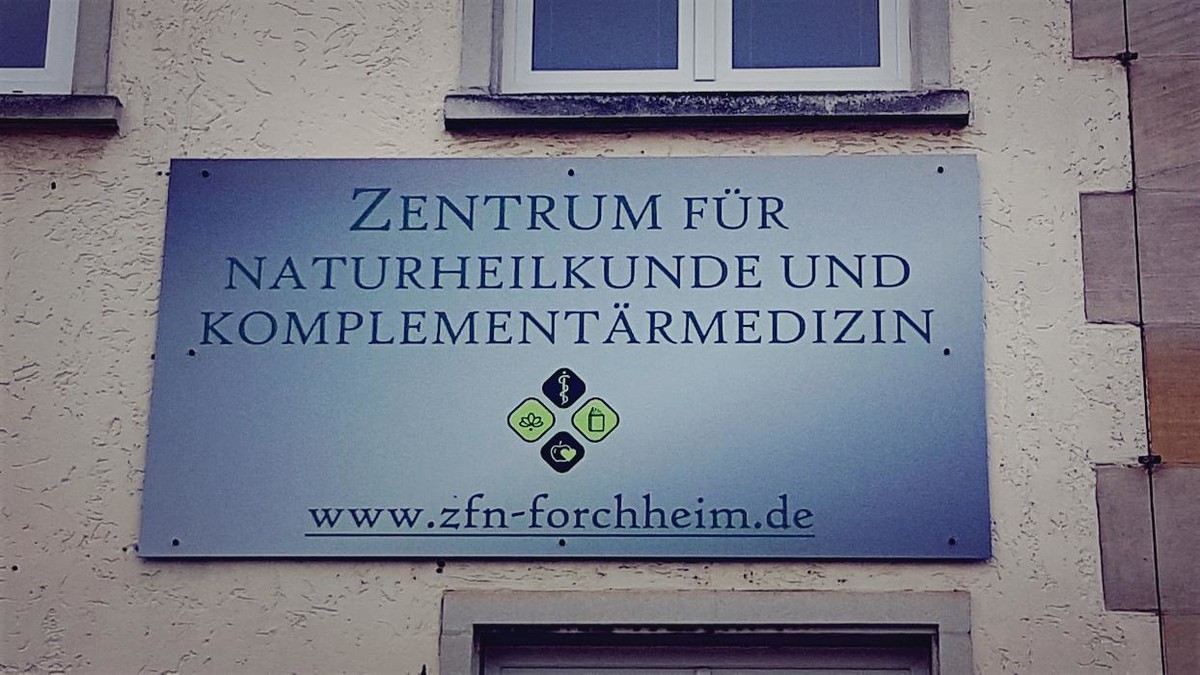 ZENTRUM FÜR
NATURHEILKUNDE UND
KOMPLEMENTÄRMEDIZIN
www.zfn-forchheim.de